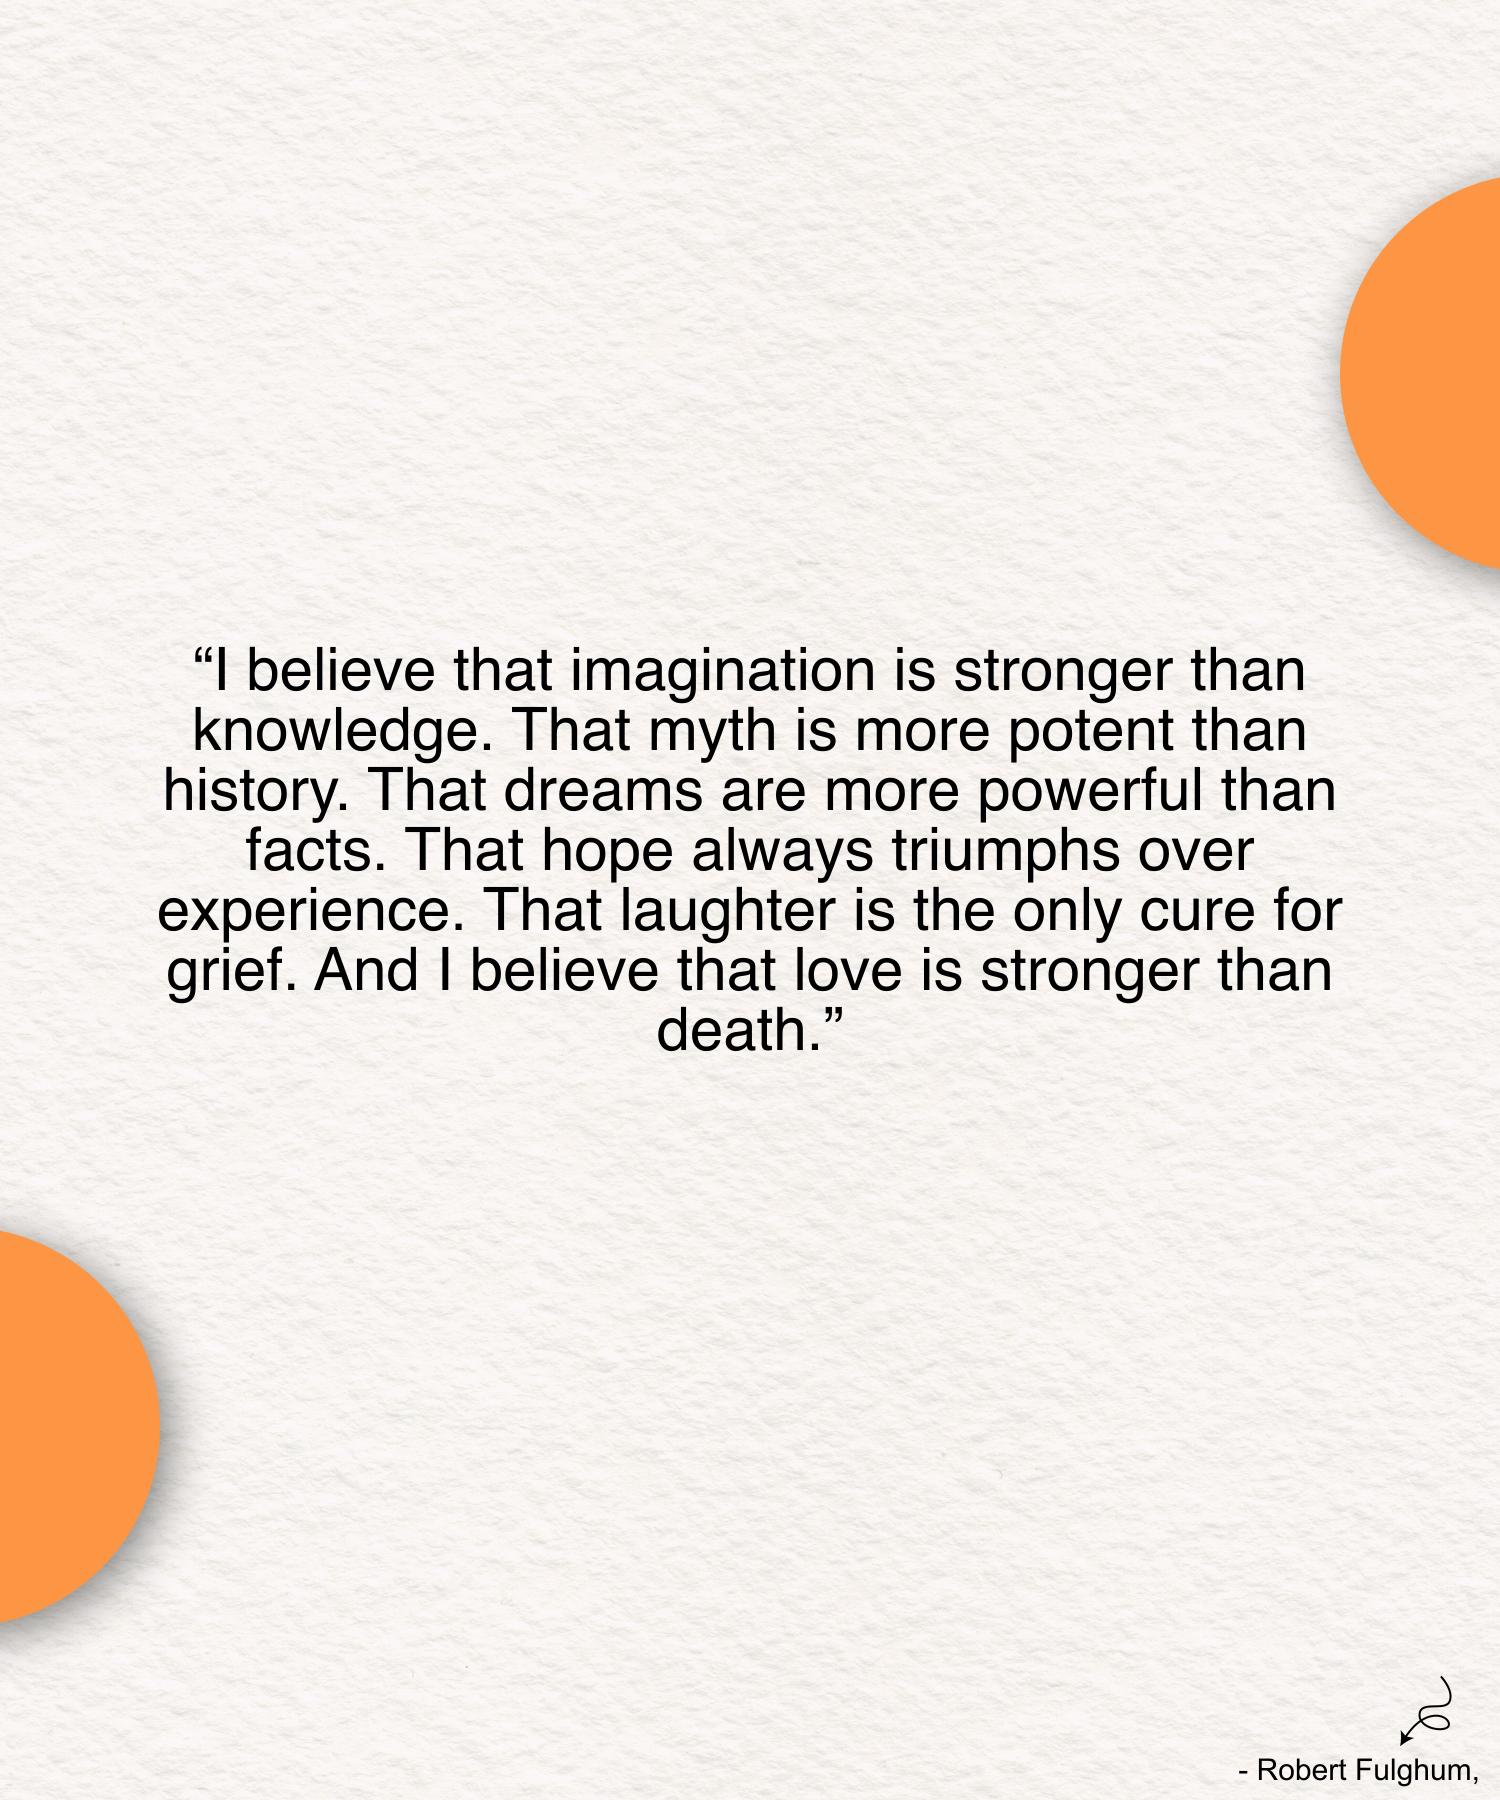 “I believe that imagination is stronger than
knowledge. That myth is more potent than
history. That dreams are more powerful than
facts. That hope always triumphs over
experience. That laughter is the only cure for
grief. And I believe that love is stronger than
death.”
- Robert Fulghum,